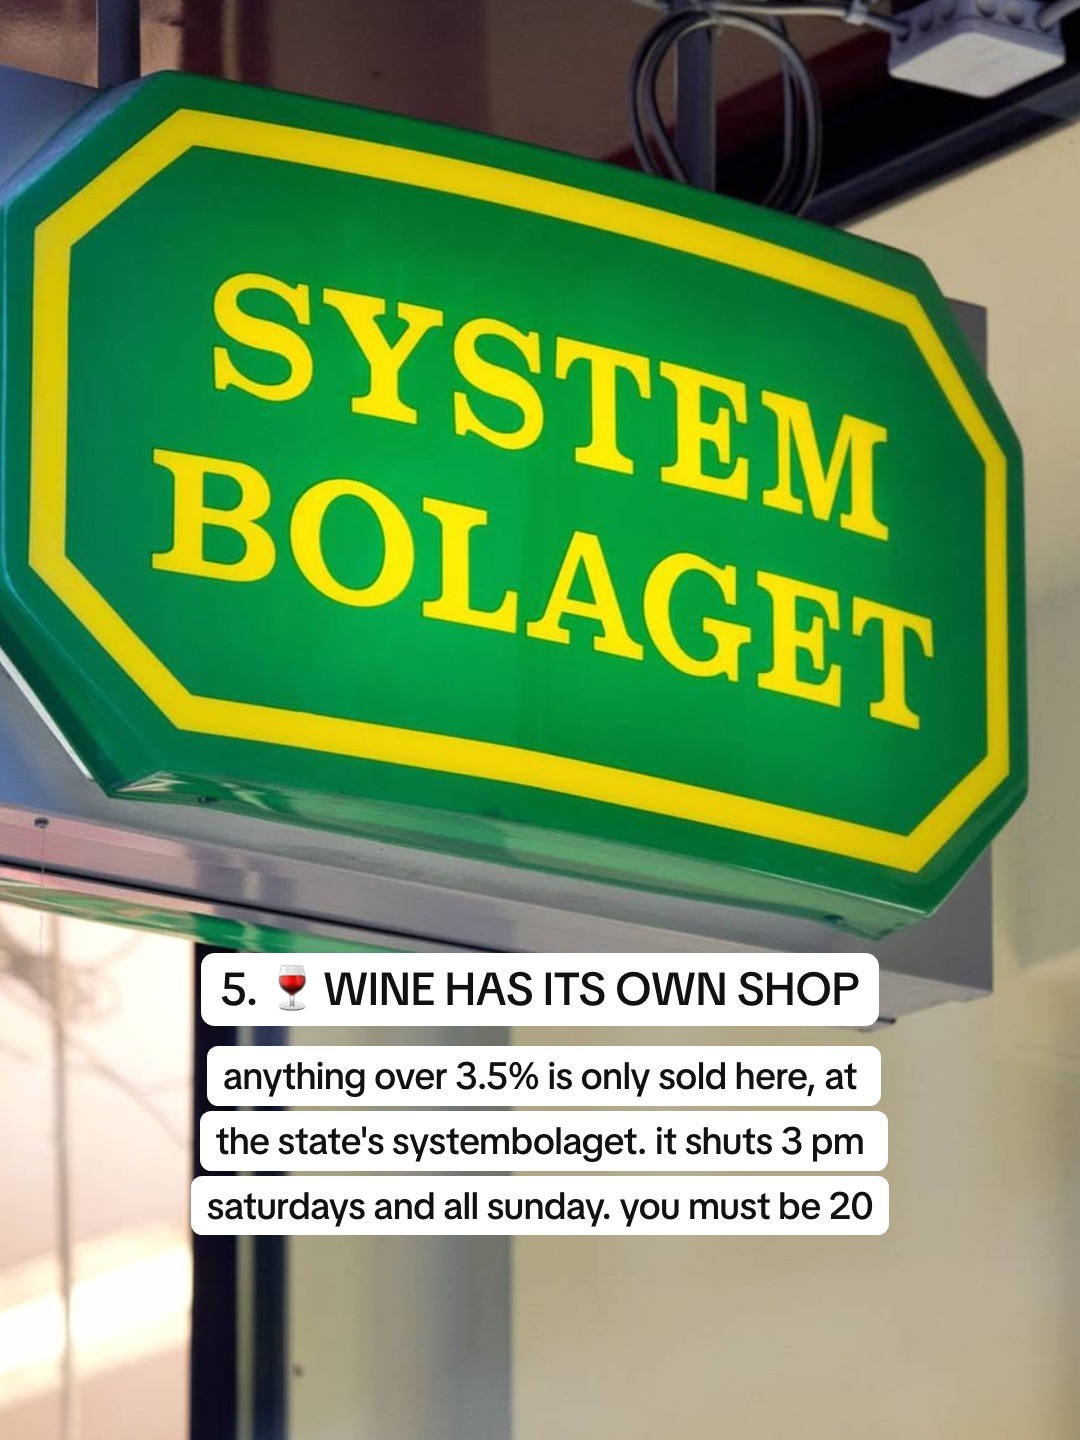 SYSTEM
BOLAGET
5. 🍷 WINE HAS ITS OWN SHOP
anything over 3.5% is only sold here, at
the state's systembolaget. it shuts 3 pm
saturdays and all sunday. you must be 20